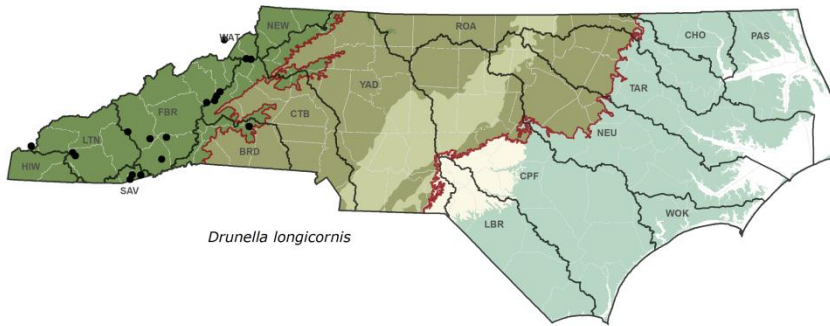 WAT
NEW
ROA
CHO
PAS
FBR
YAD
TAR
CTB
LTN
NEU
HIW
BRD
SAV
CPF
WOK
LBR
Drunella longicornis